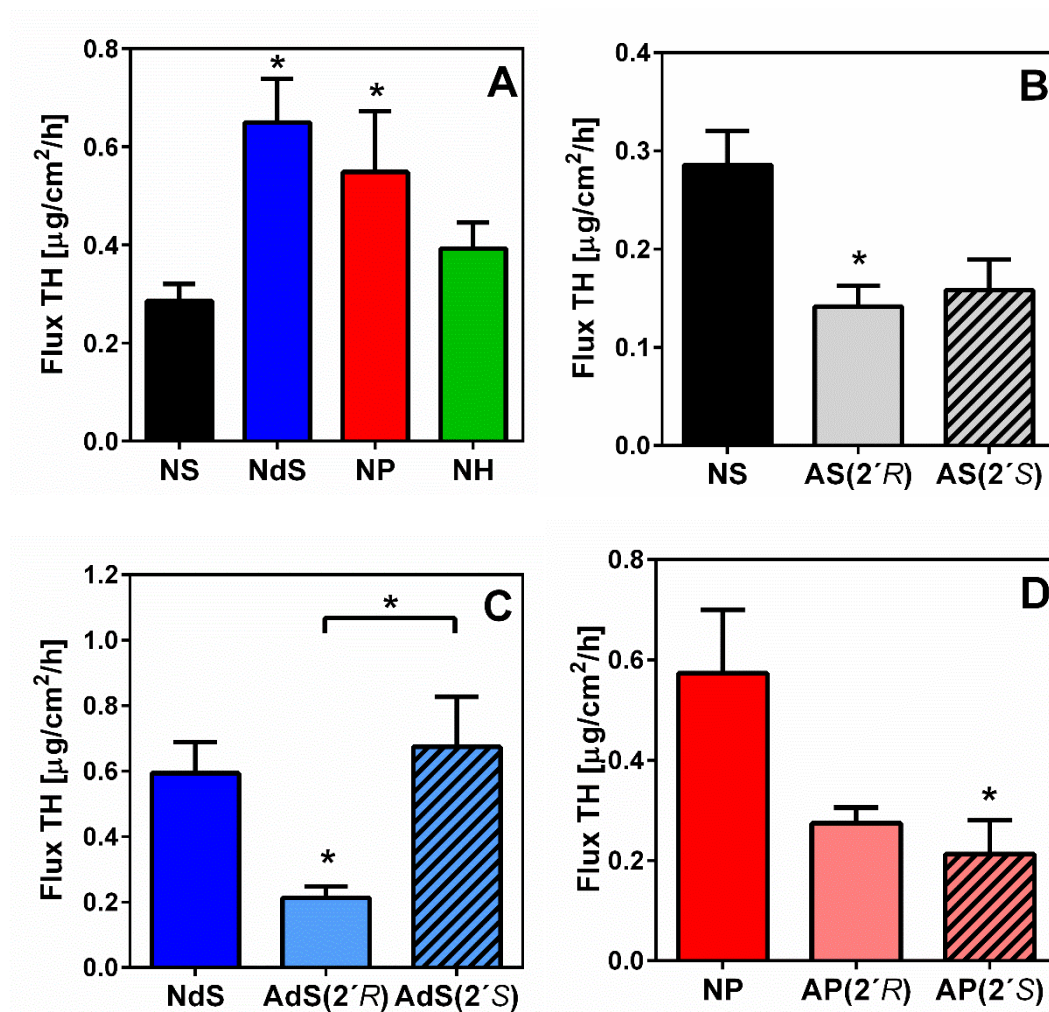 A
Flux TH [μg/cm²/h]
0.8
0.6
0.4
0.2
0.0
*
*
NS NdS NP NH
B
Flux TH [μg/cm²/h]
0.4
0.3
0.2
0.1
0.0
*
NS AS(2´R) AS(2´S)
C
Flux TH [μg/cm²/h]
1.2
1.0
0.8
0.6
0.4
0.2
0.0
*
*
NdS AdS(2´R) AdS(2´S)
D
Flux TH [μg/cm²/h]
0.8
0.6
0.4
0.2
0.0
*
NP AP(2´R) AP(2´S)